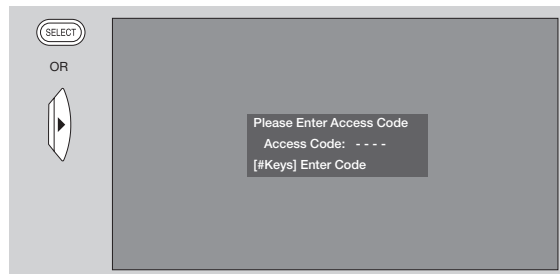 SELECT
OR
Please Enter Access Code
Access Code: - - - -
[#Keys] Enter Code